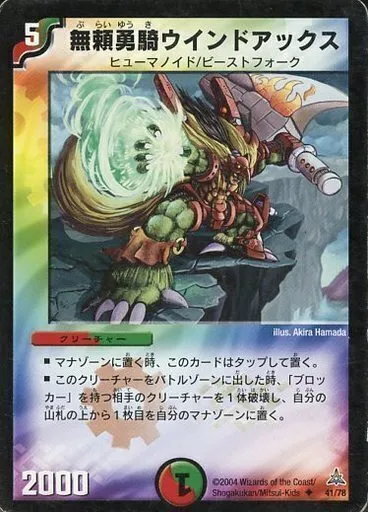 5
ぶらいゆうき
無頼勇騎ウインドアックス
ヒューマノイド/ビーストフォーク
illus. Akira Hamada
クリーチャー
■ マナゾーンに置く時、このカードはタップして置く。
■ このクリーチャーをバトルゾーンに出した時、「ブロッ
カー」を持つ相手のクリーチャーを1体破壊し、自分の
山札の上から1枚目を自分のマナゾーンに置く。
2000
1
©2004 Wizards of the Coast/
Shogakukan/Mitsui-Kids
41/78